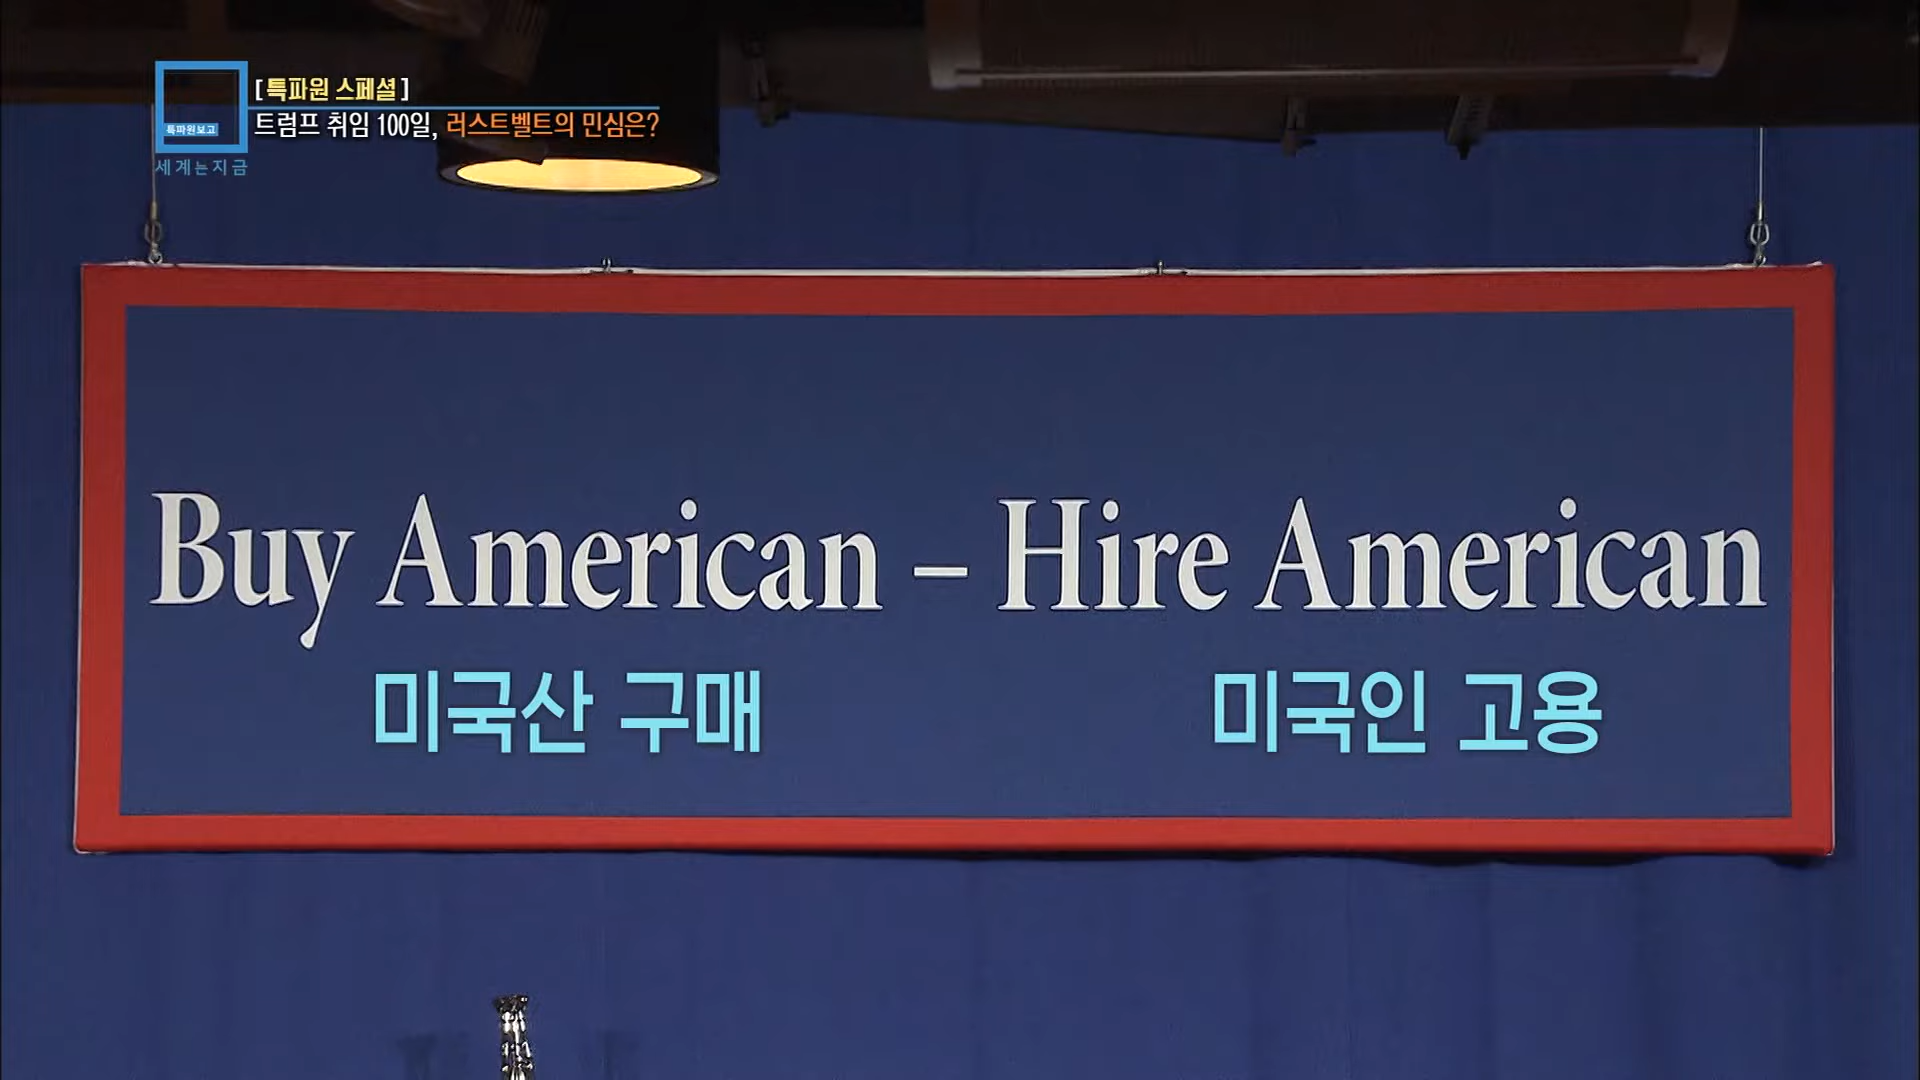 [특파원 스페셜]
트럼프 취임 100일, 러스트벨트의 민심은?
특파원보고
세계는지금
Buy American – Hire American
미국산 구매 미국인 고용